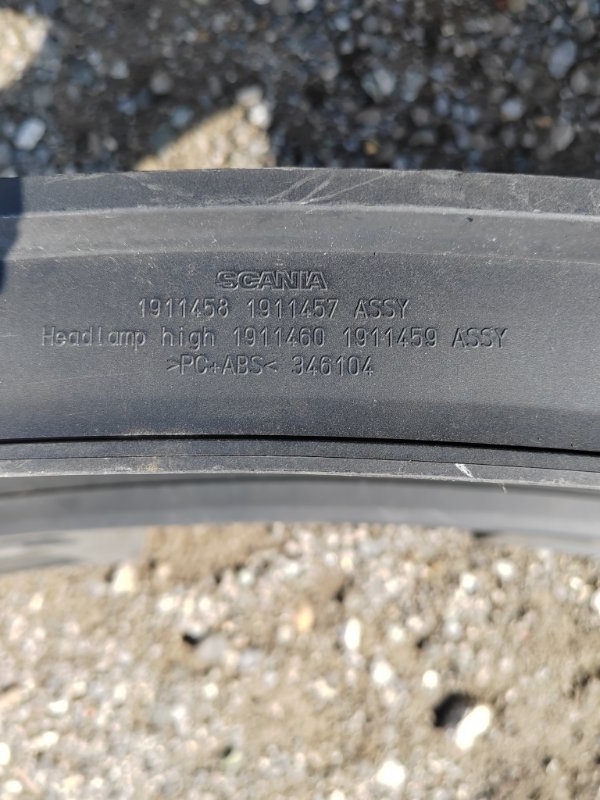 SCANIA
1911458 1911457 ASSY
Headlamp high 1911460 1911459 ASSY
>PC+ABS< 346104